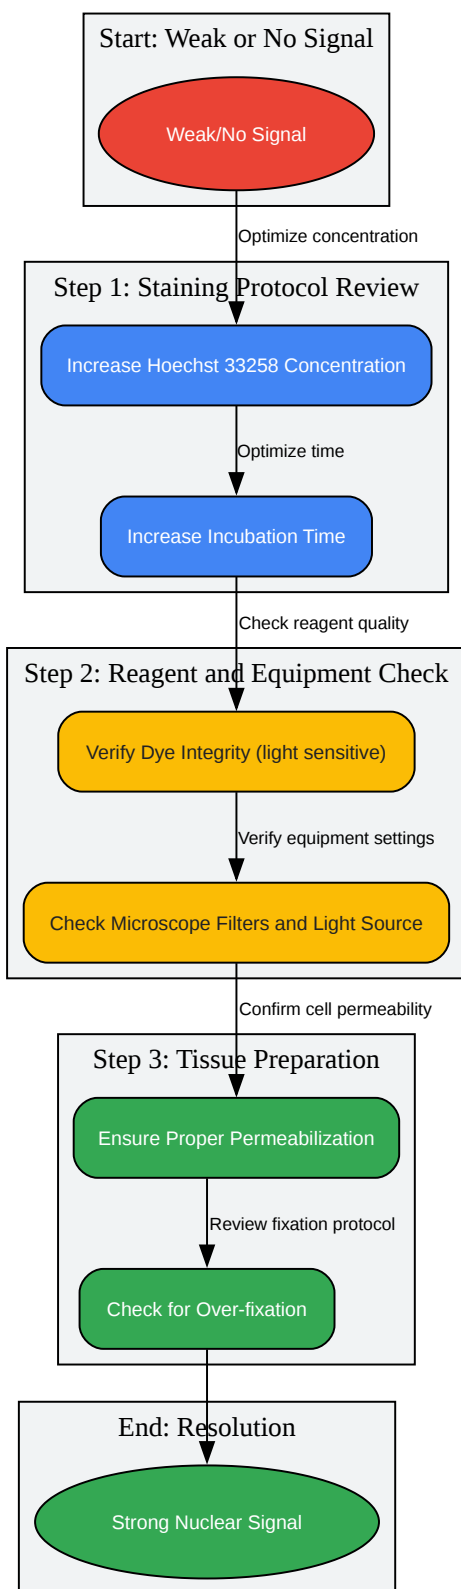 Start: Weak or No Signal
Weak/No Signal
Optimize concentration
Step 1: Staining Protocol Review
Increase Hoechst 33258 Concentration
Optimize time
Increase Incubation Time
Check reagent quality
Step 2: Reagent and Equipment Check
Verify Dye Integrity (light sensitive)
Verify equipment settings
Check Microscope Filters and Light Source
Confirm cell permeability
Step 3: Tissue Preparation
Ensure Proper Permeabilization
Review fixation protocol
Check for Over-fixation
End: Resolution
Strong Nuclear Signal